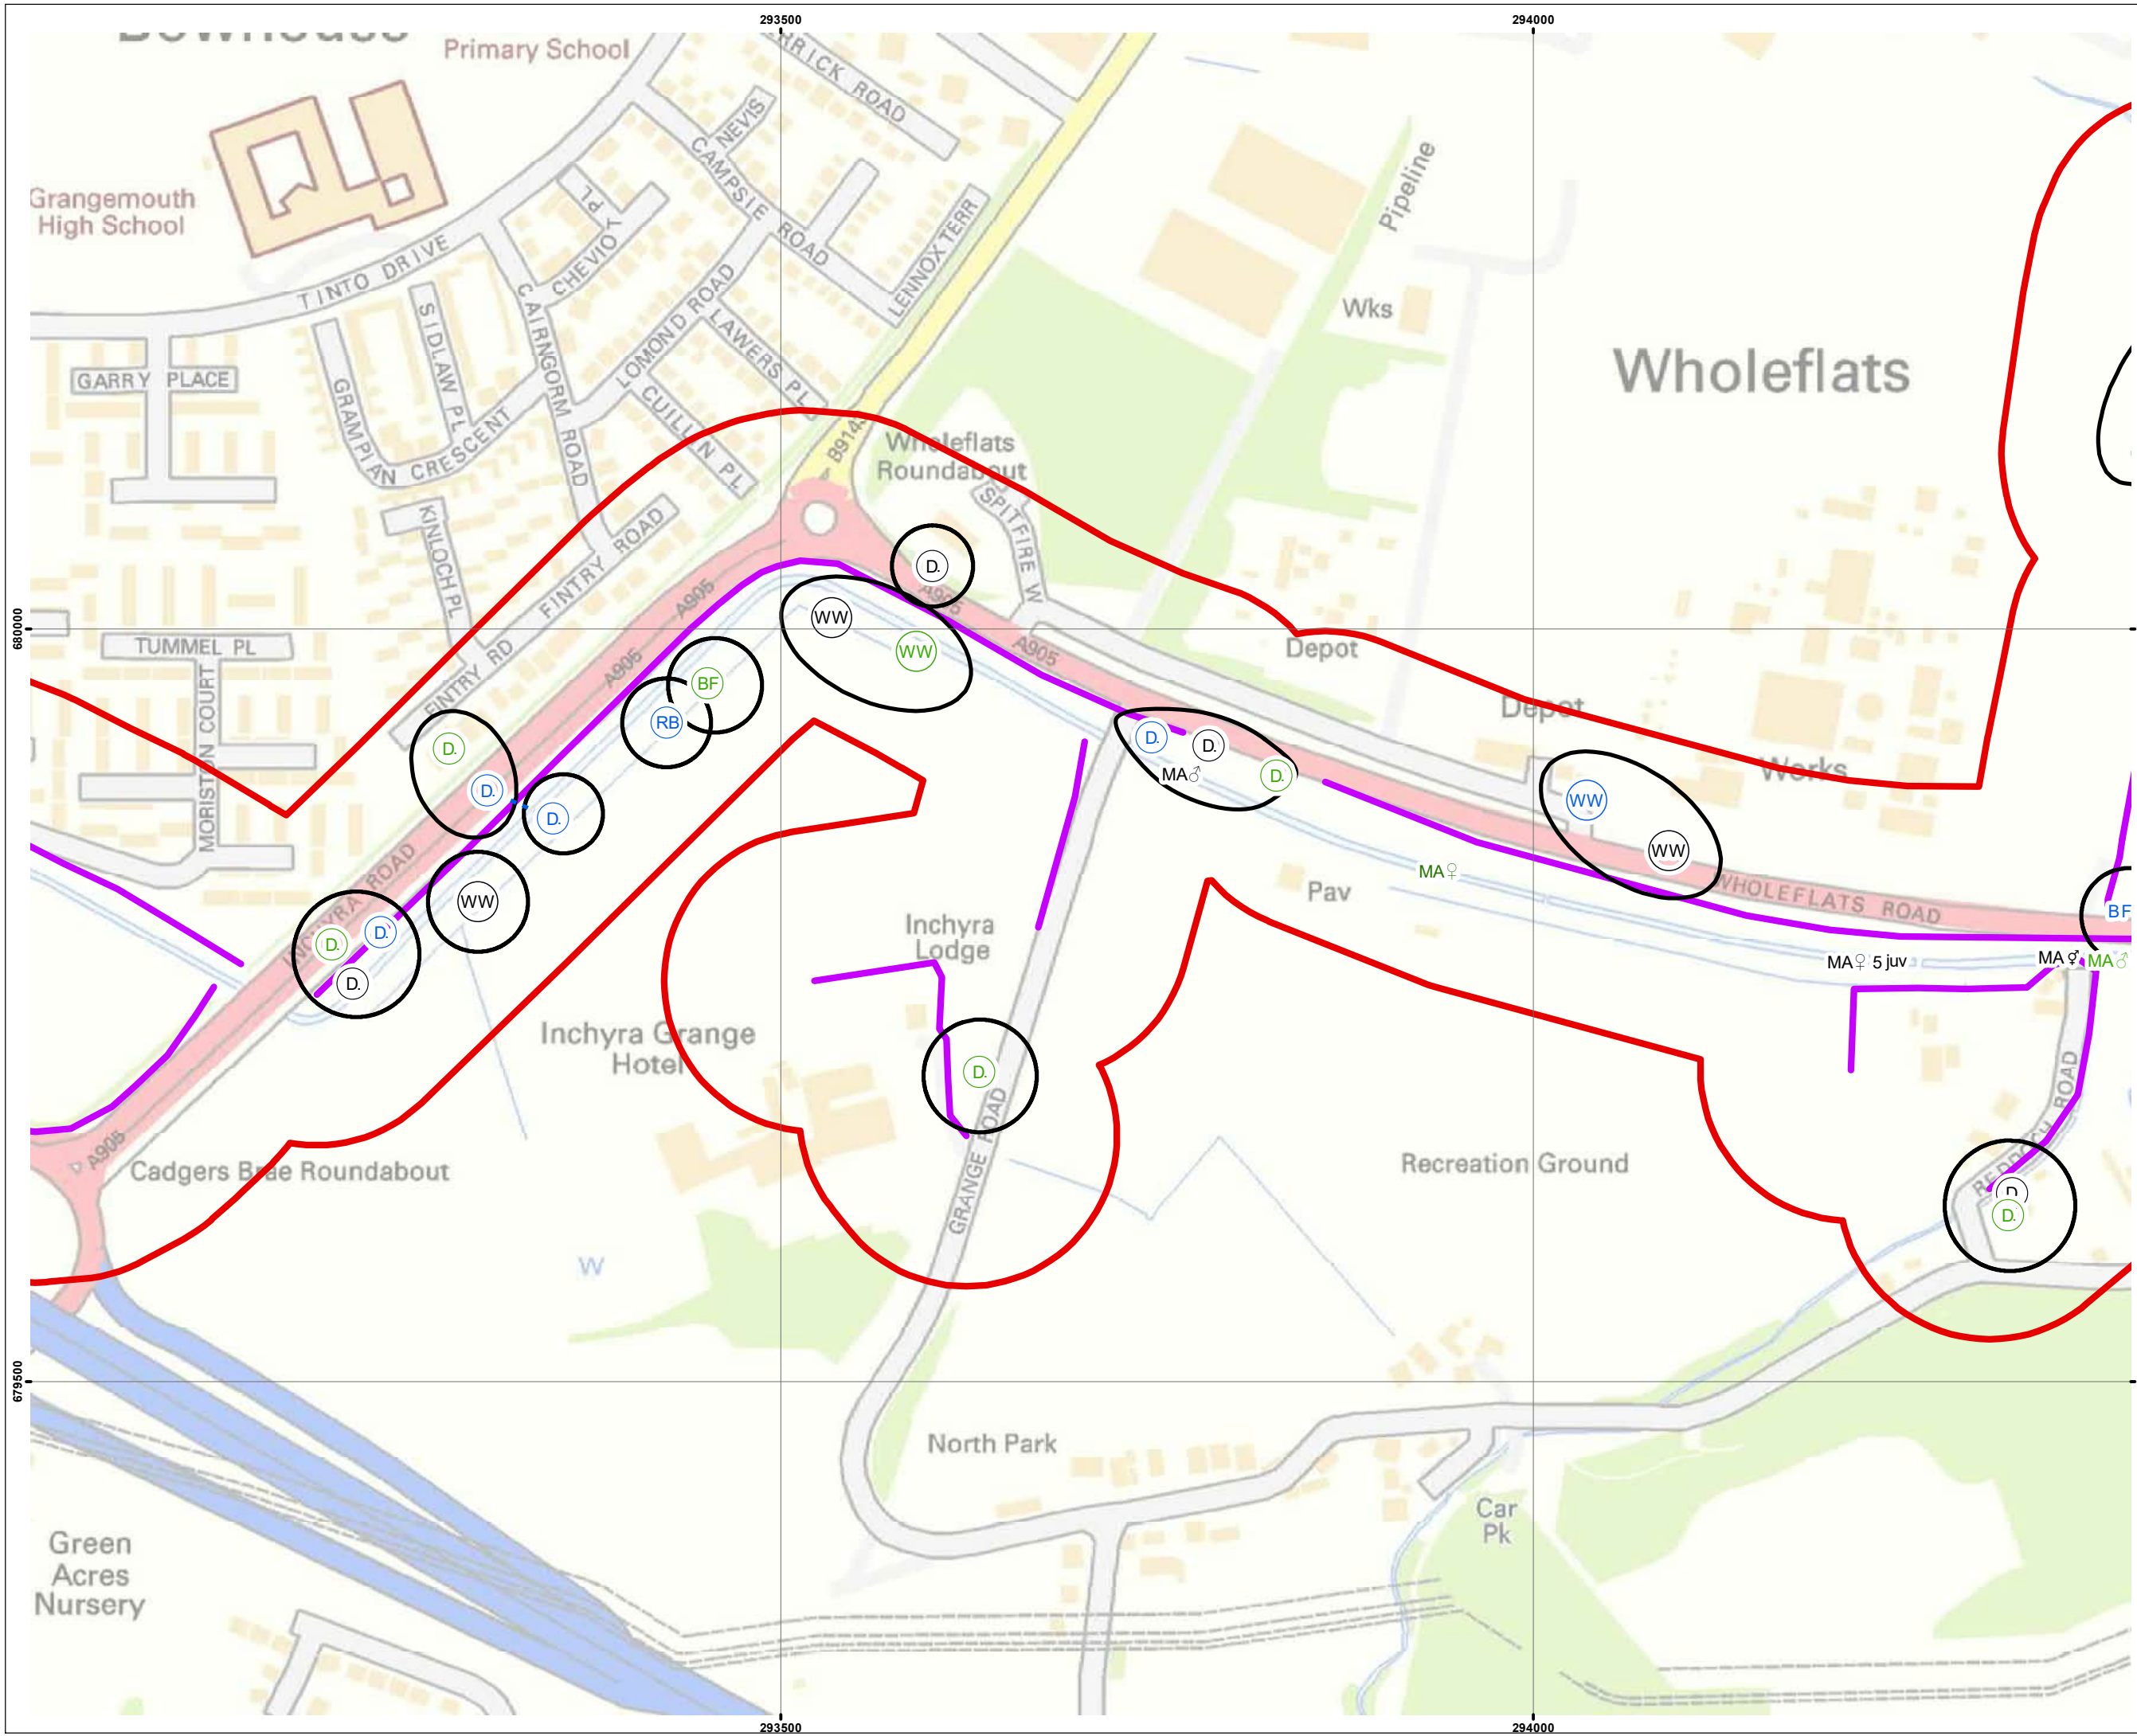 293500
294000
Primary School
Grangemouth
High School
TINTO DRIVE
NEVIS
CAMPSIE ROAD
LENNOX TERR
PL
CHEVIOT
CAIRNGORM ROAD
LOMOND ROAD
LAWERS PL
CUILLIN PL
SIDLAW PL
GRAMPIAN CRESCENT
GARRY PLACE
KINLOCH PL
FINTRY ROAD
FINTRY RD
TUMMEL PL
MORISTON COURT
Pipeline
Wks
Wholeflats
Wholeflats
Roundabout
SPITFIRE W
680000
A905
A905
A905
A905
Depot
Depot
Works
D.
WW
WW
BF
RB
D.
D.
D.
WW
D.
D.
D.
D.
D.
MA♂
D.
WW
WW
MA♀
Pav
WHOLEFLATS ROAD
BF
MA♀ 5 juv
MA⚥
MA♂
INCHYRA ROAD
Inchyra
Lodge
Inchyra Grange
Hotel
D.
GRANGE ROAD
A905
Cadgers Brae Roundabout
Recreation Ground
REDDOCH ROAD
D.
D.
W
679500
North Park
Car
Pk
Green
Acres
Nursery
293500
294000